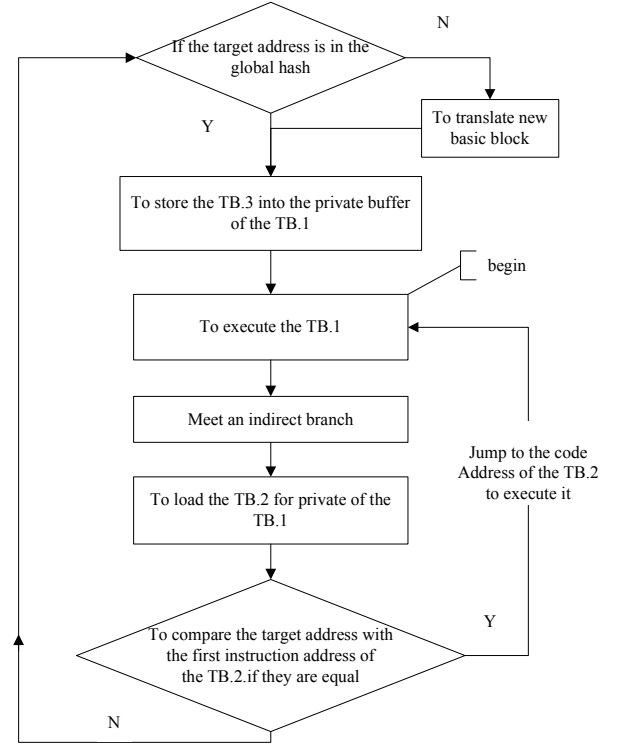 If the target address is in the
global hash
N
To translate new
basic block
Y
To store the TB.3 into the private buffer
of the TB.1
begin
To execute the TB.1
Meet an indirect branch
Jump to the code
Address of the TB.2
to execute it
To load the TB.2 for private of the
TB.1
Y
To compare the target address with
the first instruction address of
the TB.2.if they are equal
N